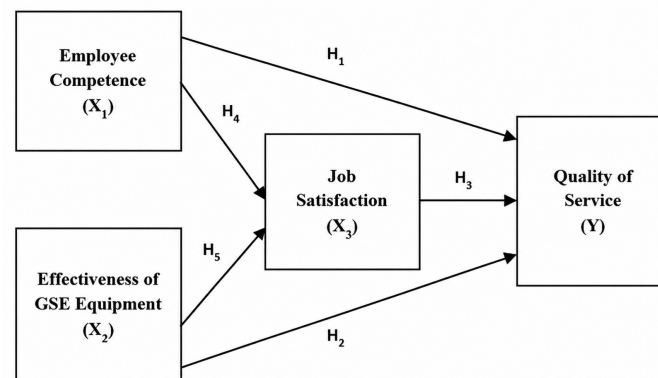 Employee
Competence
(X₁)
H₁
H₄
Job
Satisfaction
(X₃)
H₃
Quality of
Service
(Y)
H₅
Effectiveness of
GSE Equipment
(X₂)
H₂